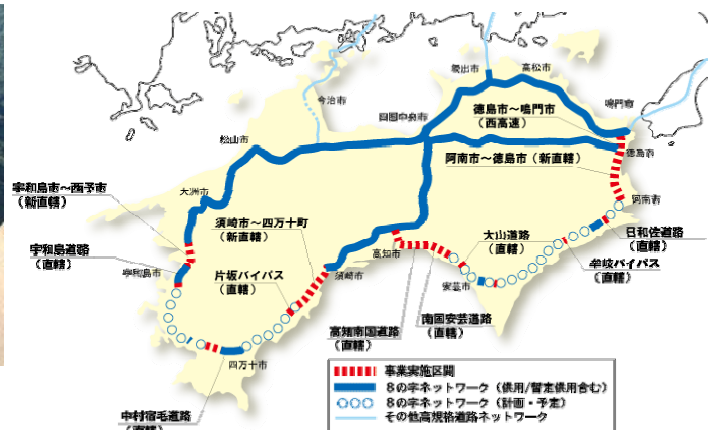 坂出市
高松市
鳴門市
今治市
四国中央市
徳島市～鳴門市
（西高速）
徳島市
松山市
阿南市～徳島市（新直轄）
宇和島市～西予市
（新直轄）
大洲市
阿南市
須崎市～四万十町
（新直轄）
大山道路
（直轄）
日和佐道路
（直轄）
宇和島道路
（直轄）
高知市
牟岐バイパス
（直轄）
宇和島市
片坂バイパス
（直轄）
須崎市
安芸市
南国安芸道路
（直轄）
高知南国道路
（直轄）
四万十市
中村宿毛道路
（直轄）
事業実施区間
8の字ネットワーク（供用/暫定供用含む）
8の字ネットワーク（計画・予定）
その他高規格道路ネットワーク